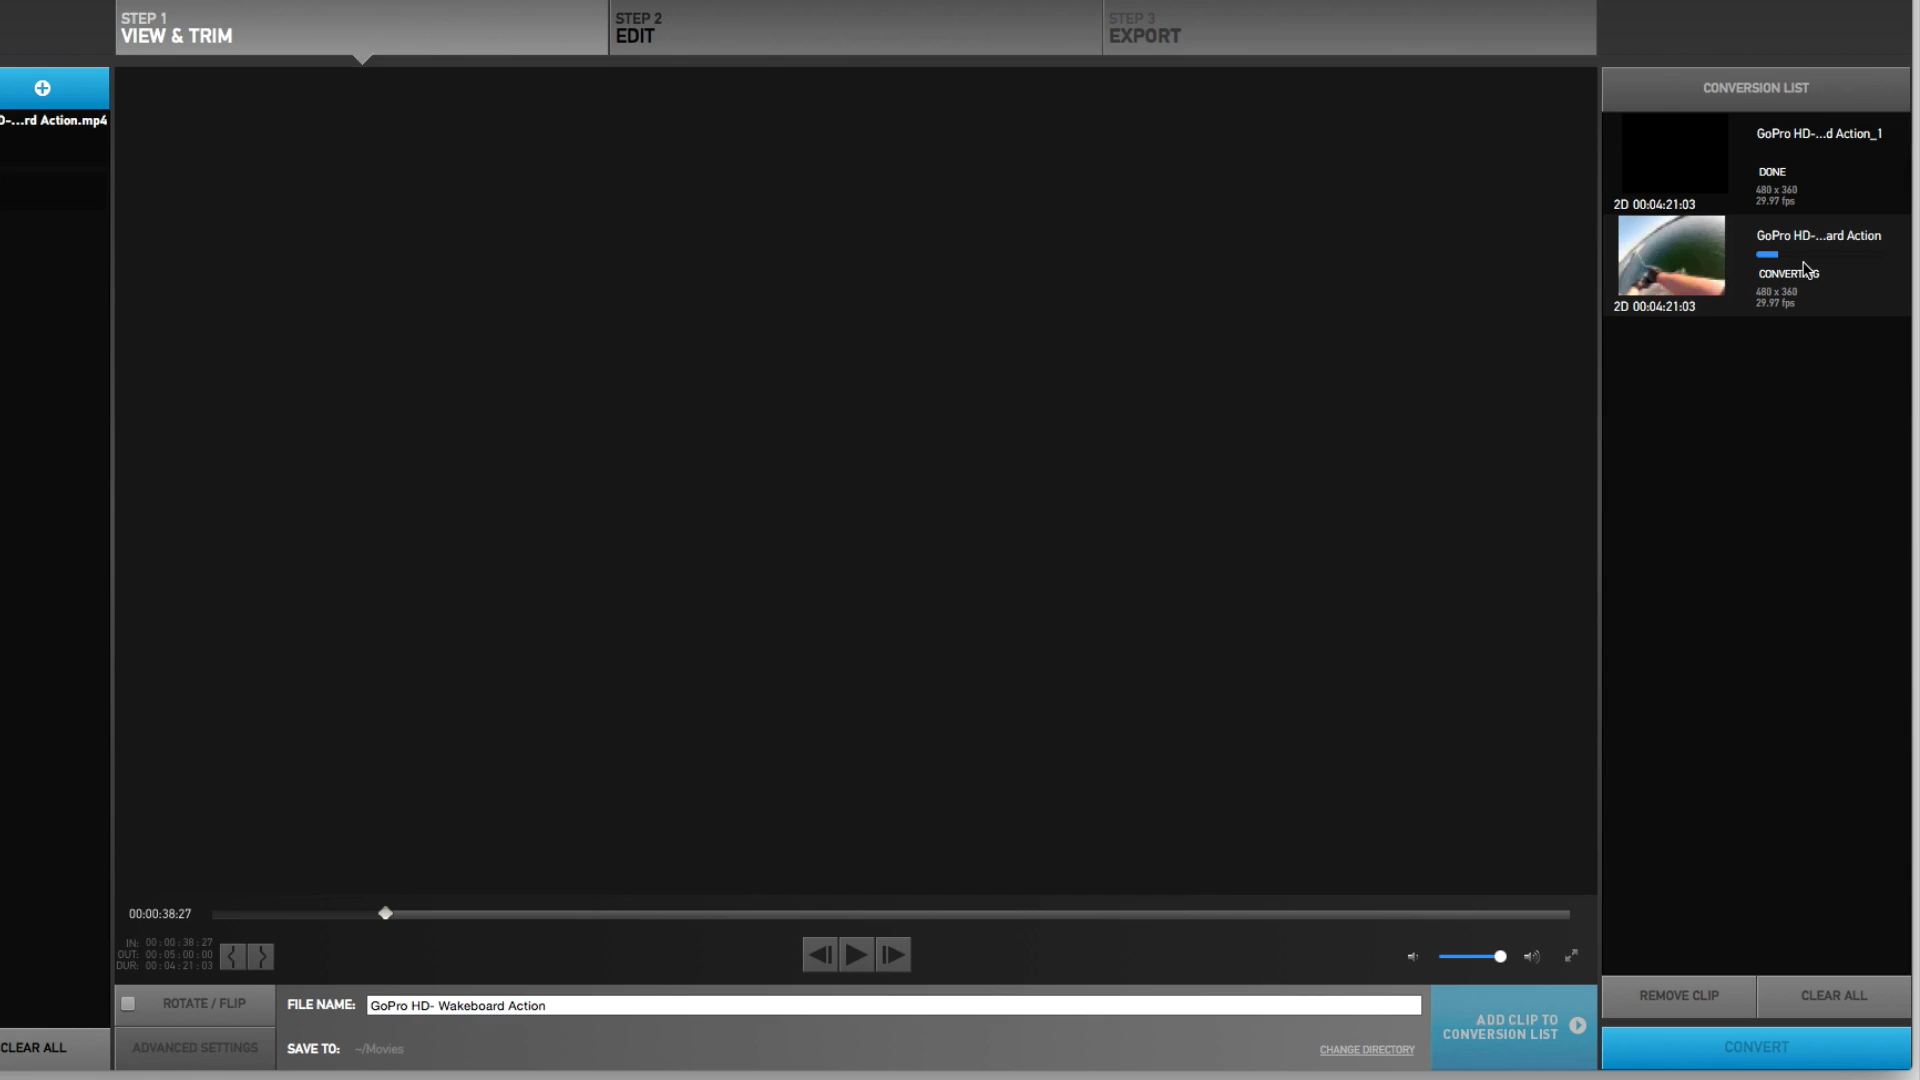 STEP 1
VIEW & TRIM
STEP 2
EDIT
STEP 3
EXPORT
D-...rd Action.mp4
CONVERSION LIST
GoPro HD-...d Action_1
DONE
480 x 360
29.97 fps
2D 00:04:21:03
GoPro HD-...ard Action
CONVERTING
480 x 360
29.97 fps
2D 00:04:21:03
00:00:38:27
IN: 00:00:38:27
OUT: 00:05:00:00
DUR: 00:04:21:03
ROTATE / FLIP
FILE NAME: GoPro HD- Wakeboard Action
ADD CLIP TO
CONVERSION LIST
REMOVE CLIP
CLEAR ALL
CLEAR ALL
ADVANCED SETTINGS
SAVE TO: ~/Movies
CHANGE DIRECTORY
CONVERT